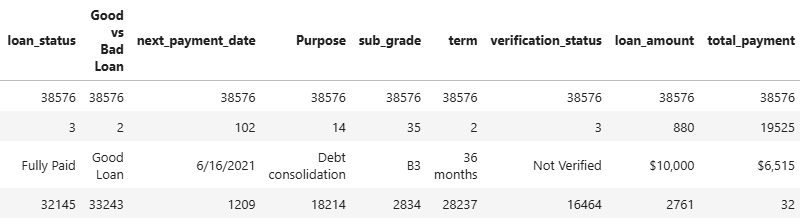 loan_status Good vs Bad Loan next_payment_date Purpose sub_grade term verification_status loan_amount total_payment
38576 38576 38576 38576 38576 38576 38576 38576 38576
3 2 102 14 35 2 3 880 19525
Fully Paid Good Loan 6/16/2021 Debt consolidation B3 36 months Not Verified $10,000 $6,515
32145 33243 1209 18214 2834 28237 16464 2761 32